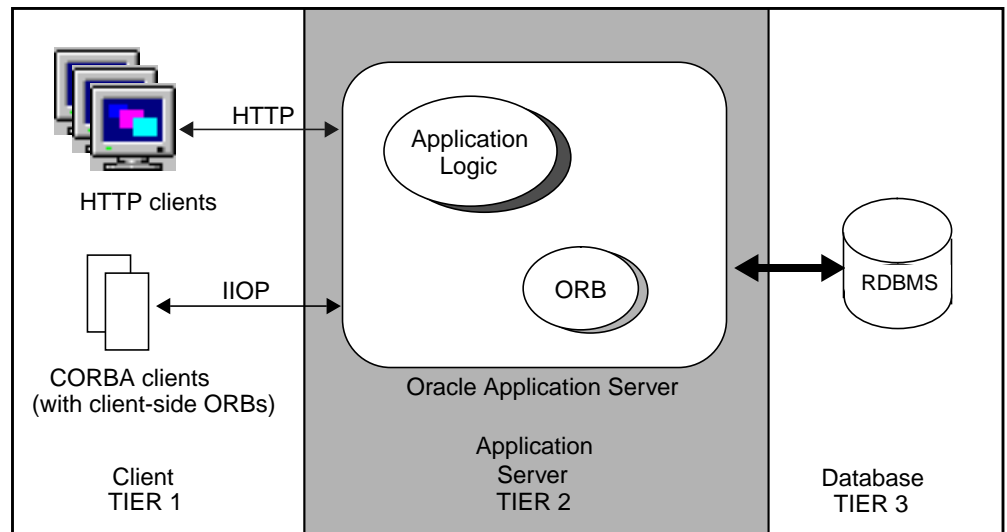 HTTP
Application
Logic
HTTP clients
IIOP
ORB
RDBMS
CORBA clients
(with client-side ORBs)
Oracle Application Server
Client
TIER 1
Application
Server
TIER 2
Database
TIER 3